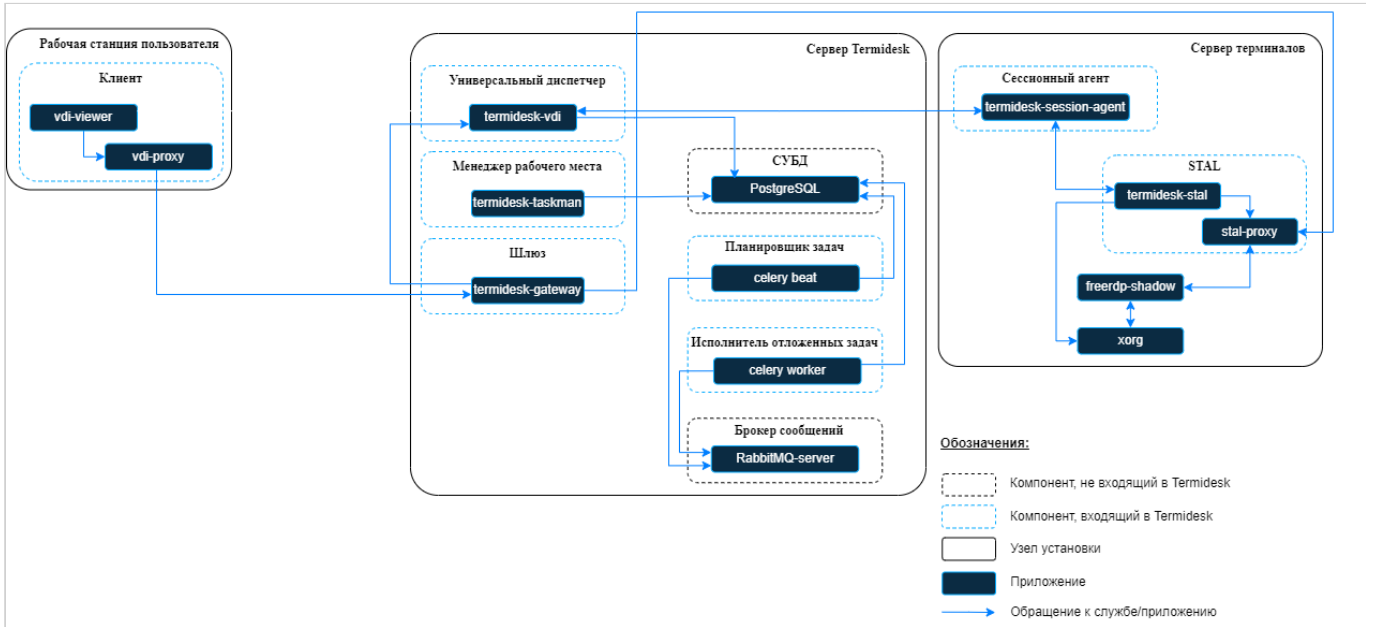 Рабочая станция пользователя
Клиент
vdi-viewer
vdi-proxy
Сервер Termidesk
Универсальный диспетчер
termidesk-vdi
Менеджер рабочего места
termidesk-taskman
Шлюз
termidesk-gateway
СУБД
PostgreSQL
Планировщик задач
celery beat
Исполнитель отложенных задач
celery worker
Брокер сообщений
RabbitMQ-server
Сервер терминалов
Сессионный агент
termidesk-session-agent
STAL
termidesk-stal
stal-proxy
freerdp-shadow
xorg
Обозначения:
Компонент, не входящий в Termidesk
Компонент, входящий в Termidesk
Узел установки
Приложение
Обращение к службе/приложению